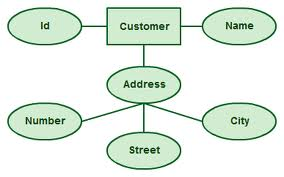 Id
Customer
Name
Address
Number
City
Street